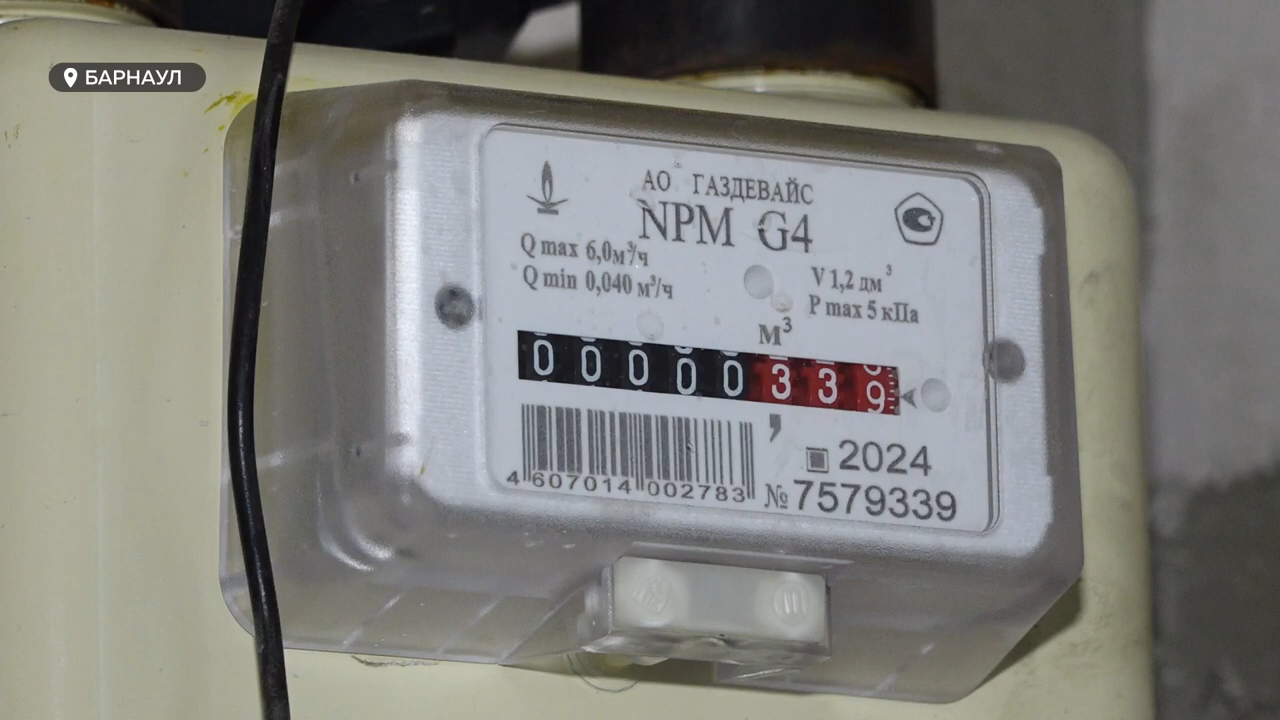 БАРНАУЛ
АО ГАЗДЕВАЙС
NPM G4
Q max 6,0м³/ч
Q min 0,040 м³/ч
V 1,2 дм³
P max 5 кПа
м³
00000339
,
2024
4 607014 002783
№7579339